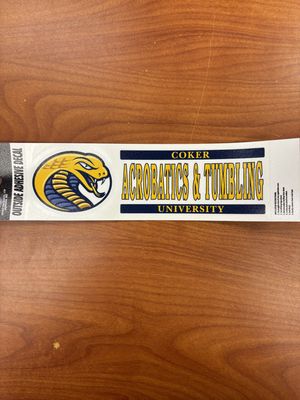 OUTSIDE ADHESIVE DECAL
COKER
ACROBATICS & TUMBLING
UNIVERSITY